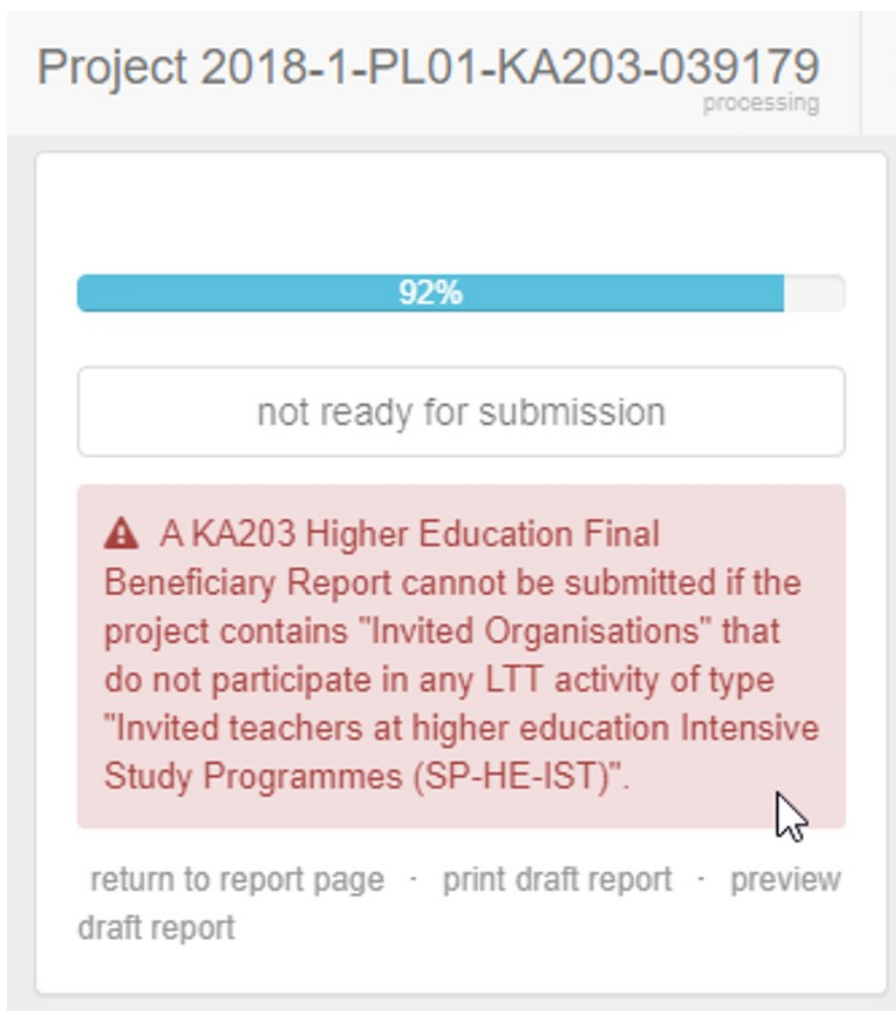 Project 2018-1-PL01-KA203-039179
processing
92%
not ready for submission
A KA203 Higher Education Final
Beneficiary Report cannot be submitted if the
project contains "Invited Organisations" that
do not participate in any LTT activity of type
"Invited teachers at higher education Intensive
Study Programmes (SP-HE-IST)".
return to report page · print draft report · preview
draft report